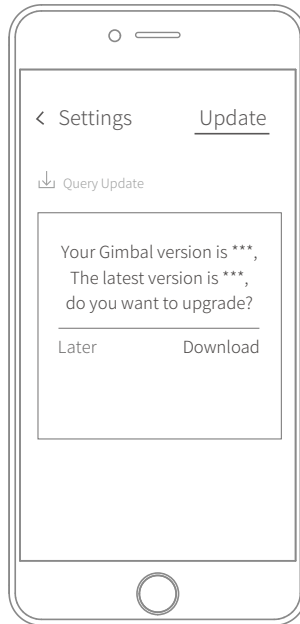 Settings Update
Query Update
Your Gimbal version is ***,
The latest version is ***,
do you want to upgrade?
Later Download